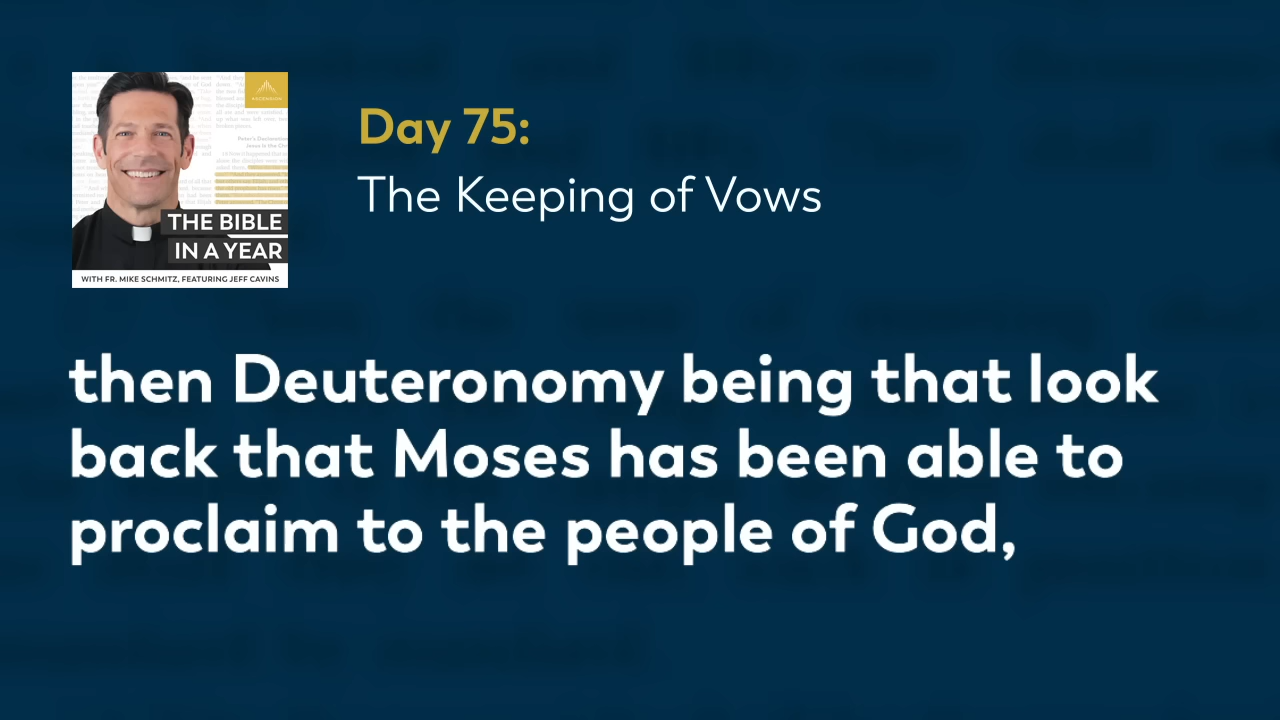 ASCENSION
THE BIBLE
IN A YEAR
WITH FR. MIKE SCHMITZ, FEATURING JEFF CAVINS
Day 75:
The Keeping of Vows
then Deuteronomy being that look
back that Moses has been able to
proclaim to the people of God,